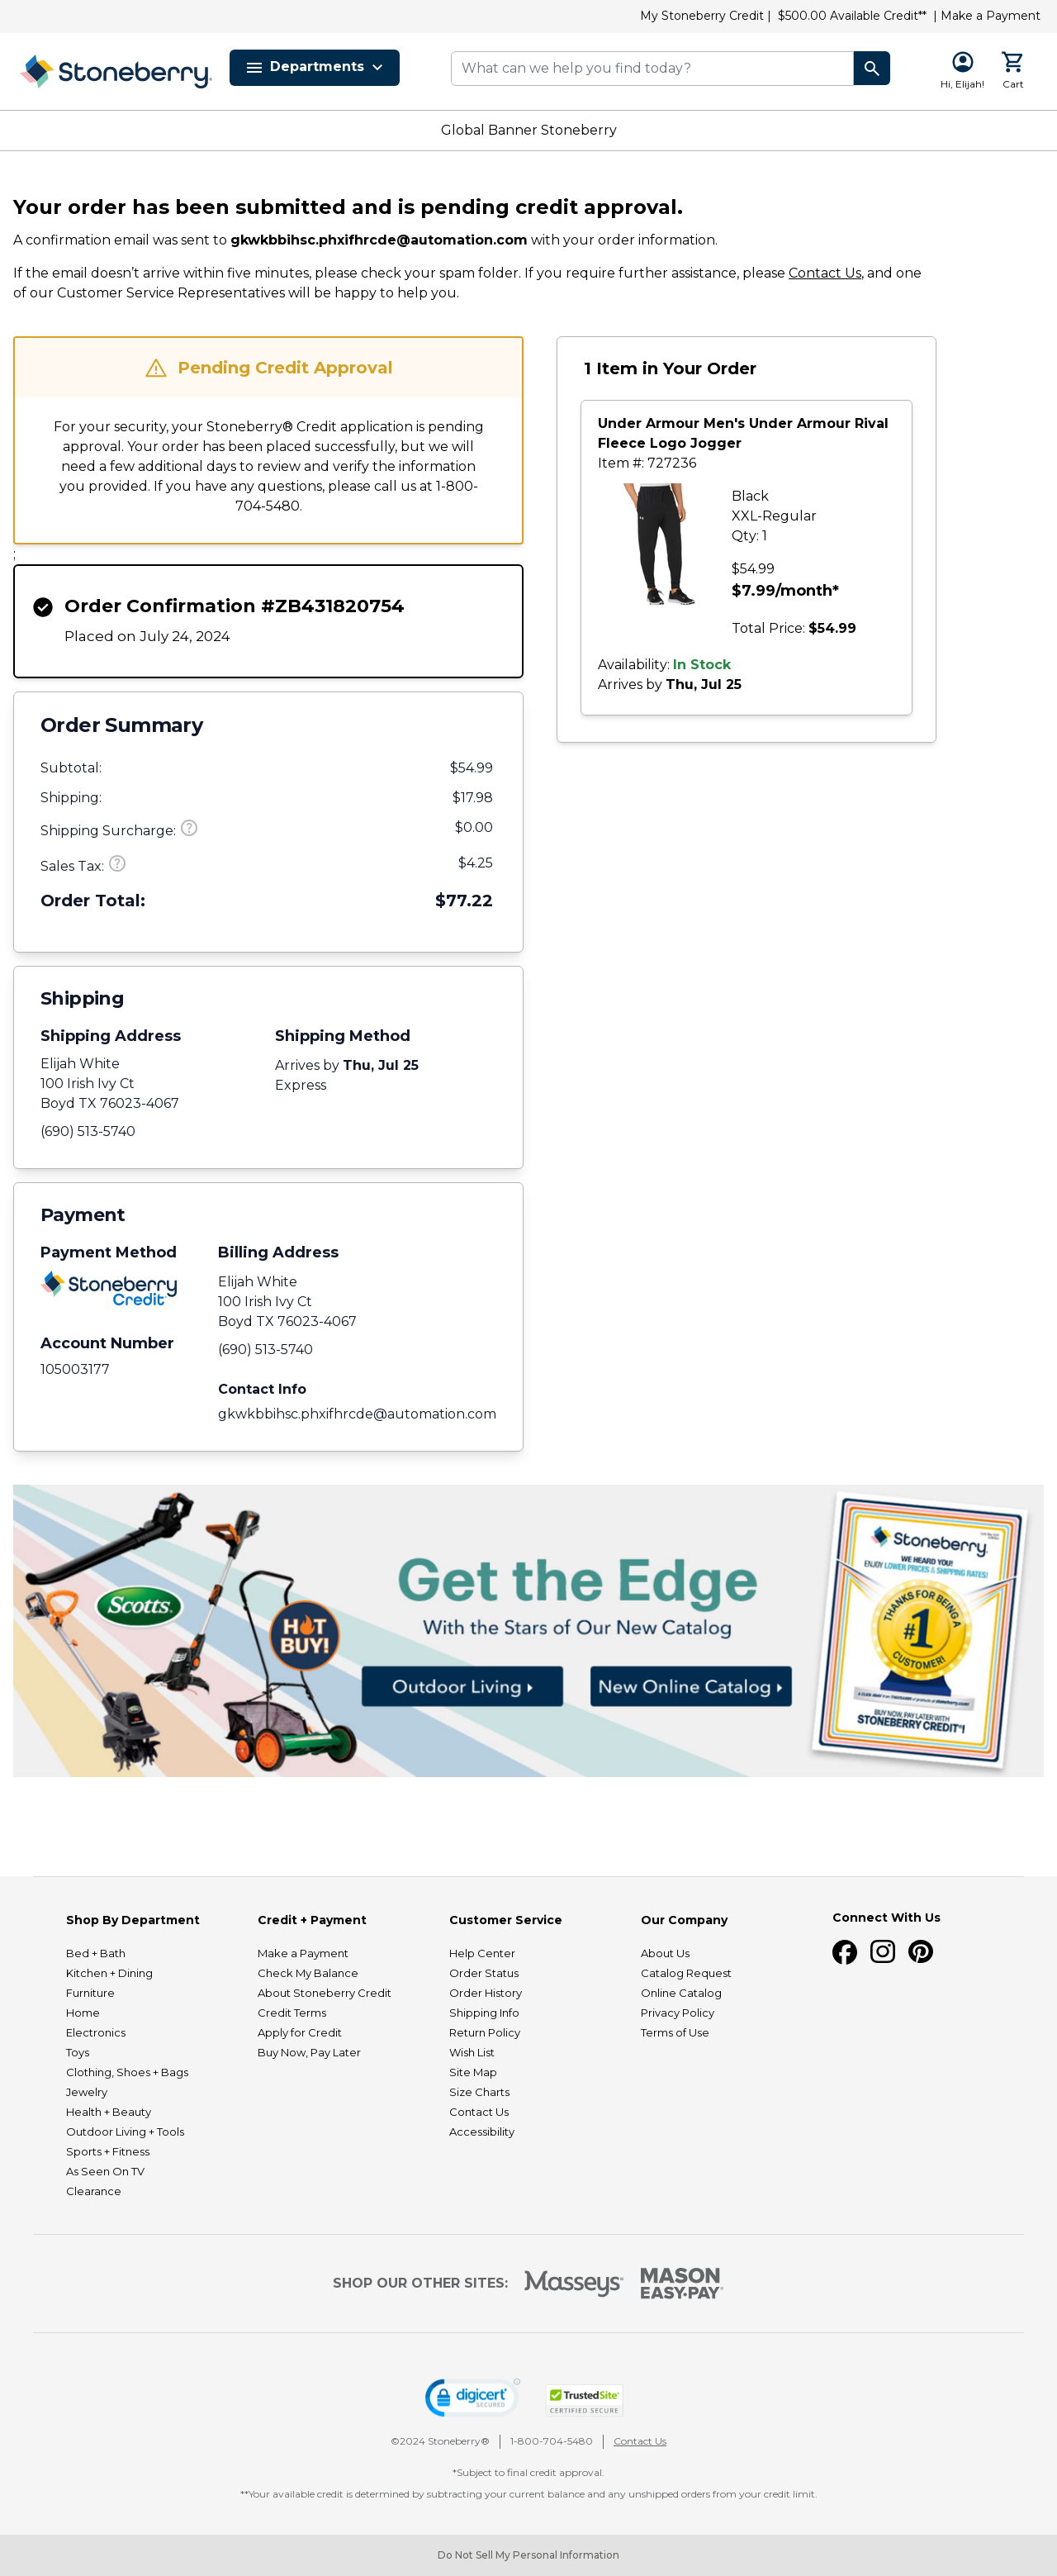 My Stoneberry Credit | $500.00 Available Credit** | Make a Payment
Stoneberry
Departments
What can we help you find today?
Hi, Elijah!
Cart
Global Banner Stoneberry
Your order has been submitted and is pending credit approval.
A confirmation email was sent to gkwkbbihsc.phxifhrcde@automation.com with your order information.
If the email doesn’t arrive within five minutes, please check your spam folder. If you require further assistance, please Contact Us, and one
of our Customer Service Representatives will be happy to help you.
Pending Credit Approval
For your security, your Stoneberry® Credit application is pending
approval. Your order has been placed successfully, but we will
need a few additional days to review and verify the information
you provided. If you have any questions, please call us at 1-800-
704-5480.
;
Order Confirmation #ZB431820754
Placed on July 24, 2024
Order Summary
Subtotal: $54.99
Shipping: $17.98
Shipping Surcharge: ? $0.00
Sales Tax: ? $4.25
Order Total: $77.22
Shipping
Shipping Address
Elijah White
100 Irish Ivy Ct
Boyd TX 76023-4067
(690) 513-5740
Shipping Method
Arrives by Thu, Jul 25
Express
Payment
Payment Method
Stoneberry
Credit
Account Number
105003177
Billing Address
Elijah White
100 Irish Ivy Ct
Boyd TX 76023-4067
(690) 513-5740
Contact Info
gkwkbbihsc.phxifhrcde@automation.com
1 Item in Your Order
Under Armour Men's Under Armour Rival
Fleece Logo Jogger
Item #: 727236
Black
XXL-Regular
Qty: 1
$54.99
$7.99/month*
Total Price: $54.99
Availability: In Stock
Arrives by Thu, Jul 25
Scotts
HOT
BUY!
Get the Edge
With the Stars of Our New Catalog
Outdoor Living
New Online Catalog
Stoneberry
WE HEARD YOU!
ENJOY LOWER PRICES & SHIPPING RATES!
THANKS FOR BEING A
#1
CUSTOMER!
BUY NOW, PAY LATER WITH
STONEBERRY CREDIT!
Shop By Department
Bed + Bath
Kitchen + Dining
Furniture
Home
Electronics
Toys
Clothing, Shoes + Bags
Jewelry
Health + Beauty
Outdoor Living + Tools
Sports + Fitness
As Seen On TV
Clearance
Credit + Payment
Make a Payment
Check My Balance
About Stoneberry Credit
Credit Terms
Apply for Credit
Buy Now, Pay Later
Customer Service
Help Center
Order Status
Order History
Shipping Info
Return Policy
Wish List
Site Map
Size Charts
Contact Us
Accessibility
Our Company
About Us
Catalog Request
Online Catalog
Privacy Policy
Terms of Use
Connect With Us
SHOP OUR OTHER SITES:
Masseys
MASON
EASY•PAY
digicert
SECURED
TrustedSite
CERTIFIED SECURE
©2024 Stoneberry® | 1-800-704-5480 | Contact Us
*Subject to final credit approval.
**Your available credit is determined by subtracting your current balance and any unshipped orders from your credit limit.
Do Not Sell My Personal Information